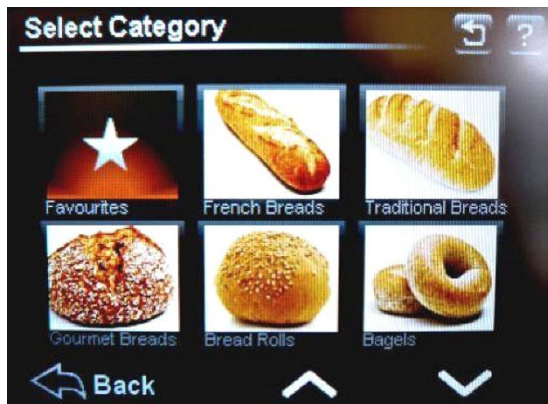 Select Category
?
Favourites
French Breads
Traditional Breads
Gourmet Breads
Bread Rolls
Bagels
Back